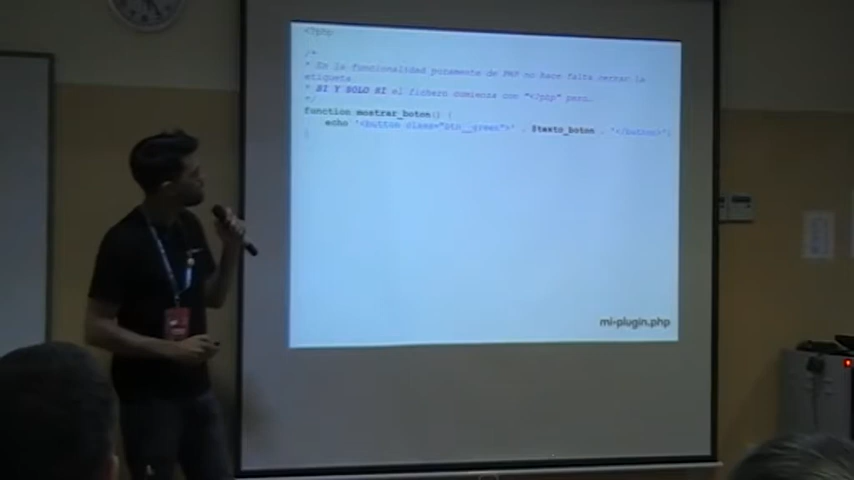 <?php
/*
* En la funcionalidad puramente de PHP no hace falta cerrar la
etiqueta
* SI Y SOLO SI el fichero comienza con "<?php" pero…
*/
function mostrar_boton() {
echo '<button class="btn__green">' . $texto_boton . '</button>';
}
mi-plugin.php